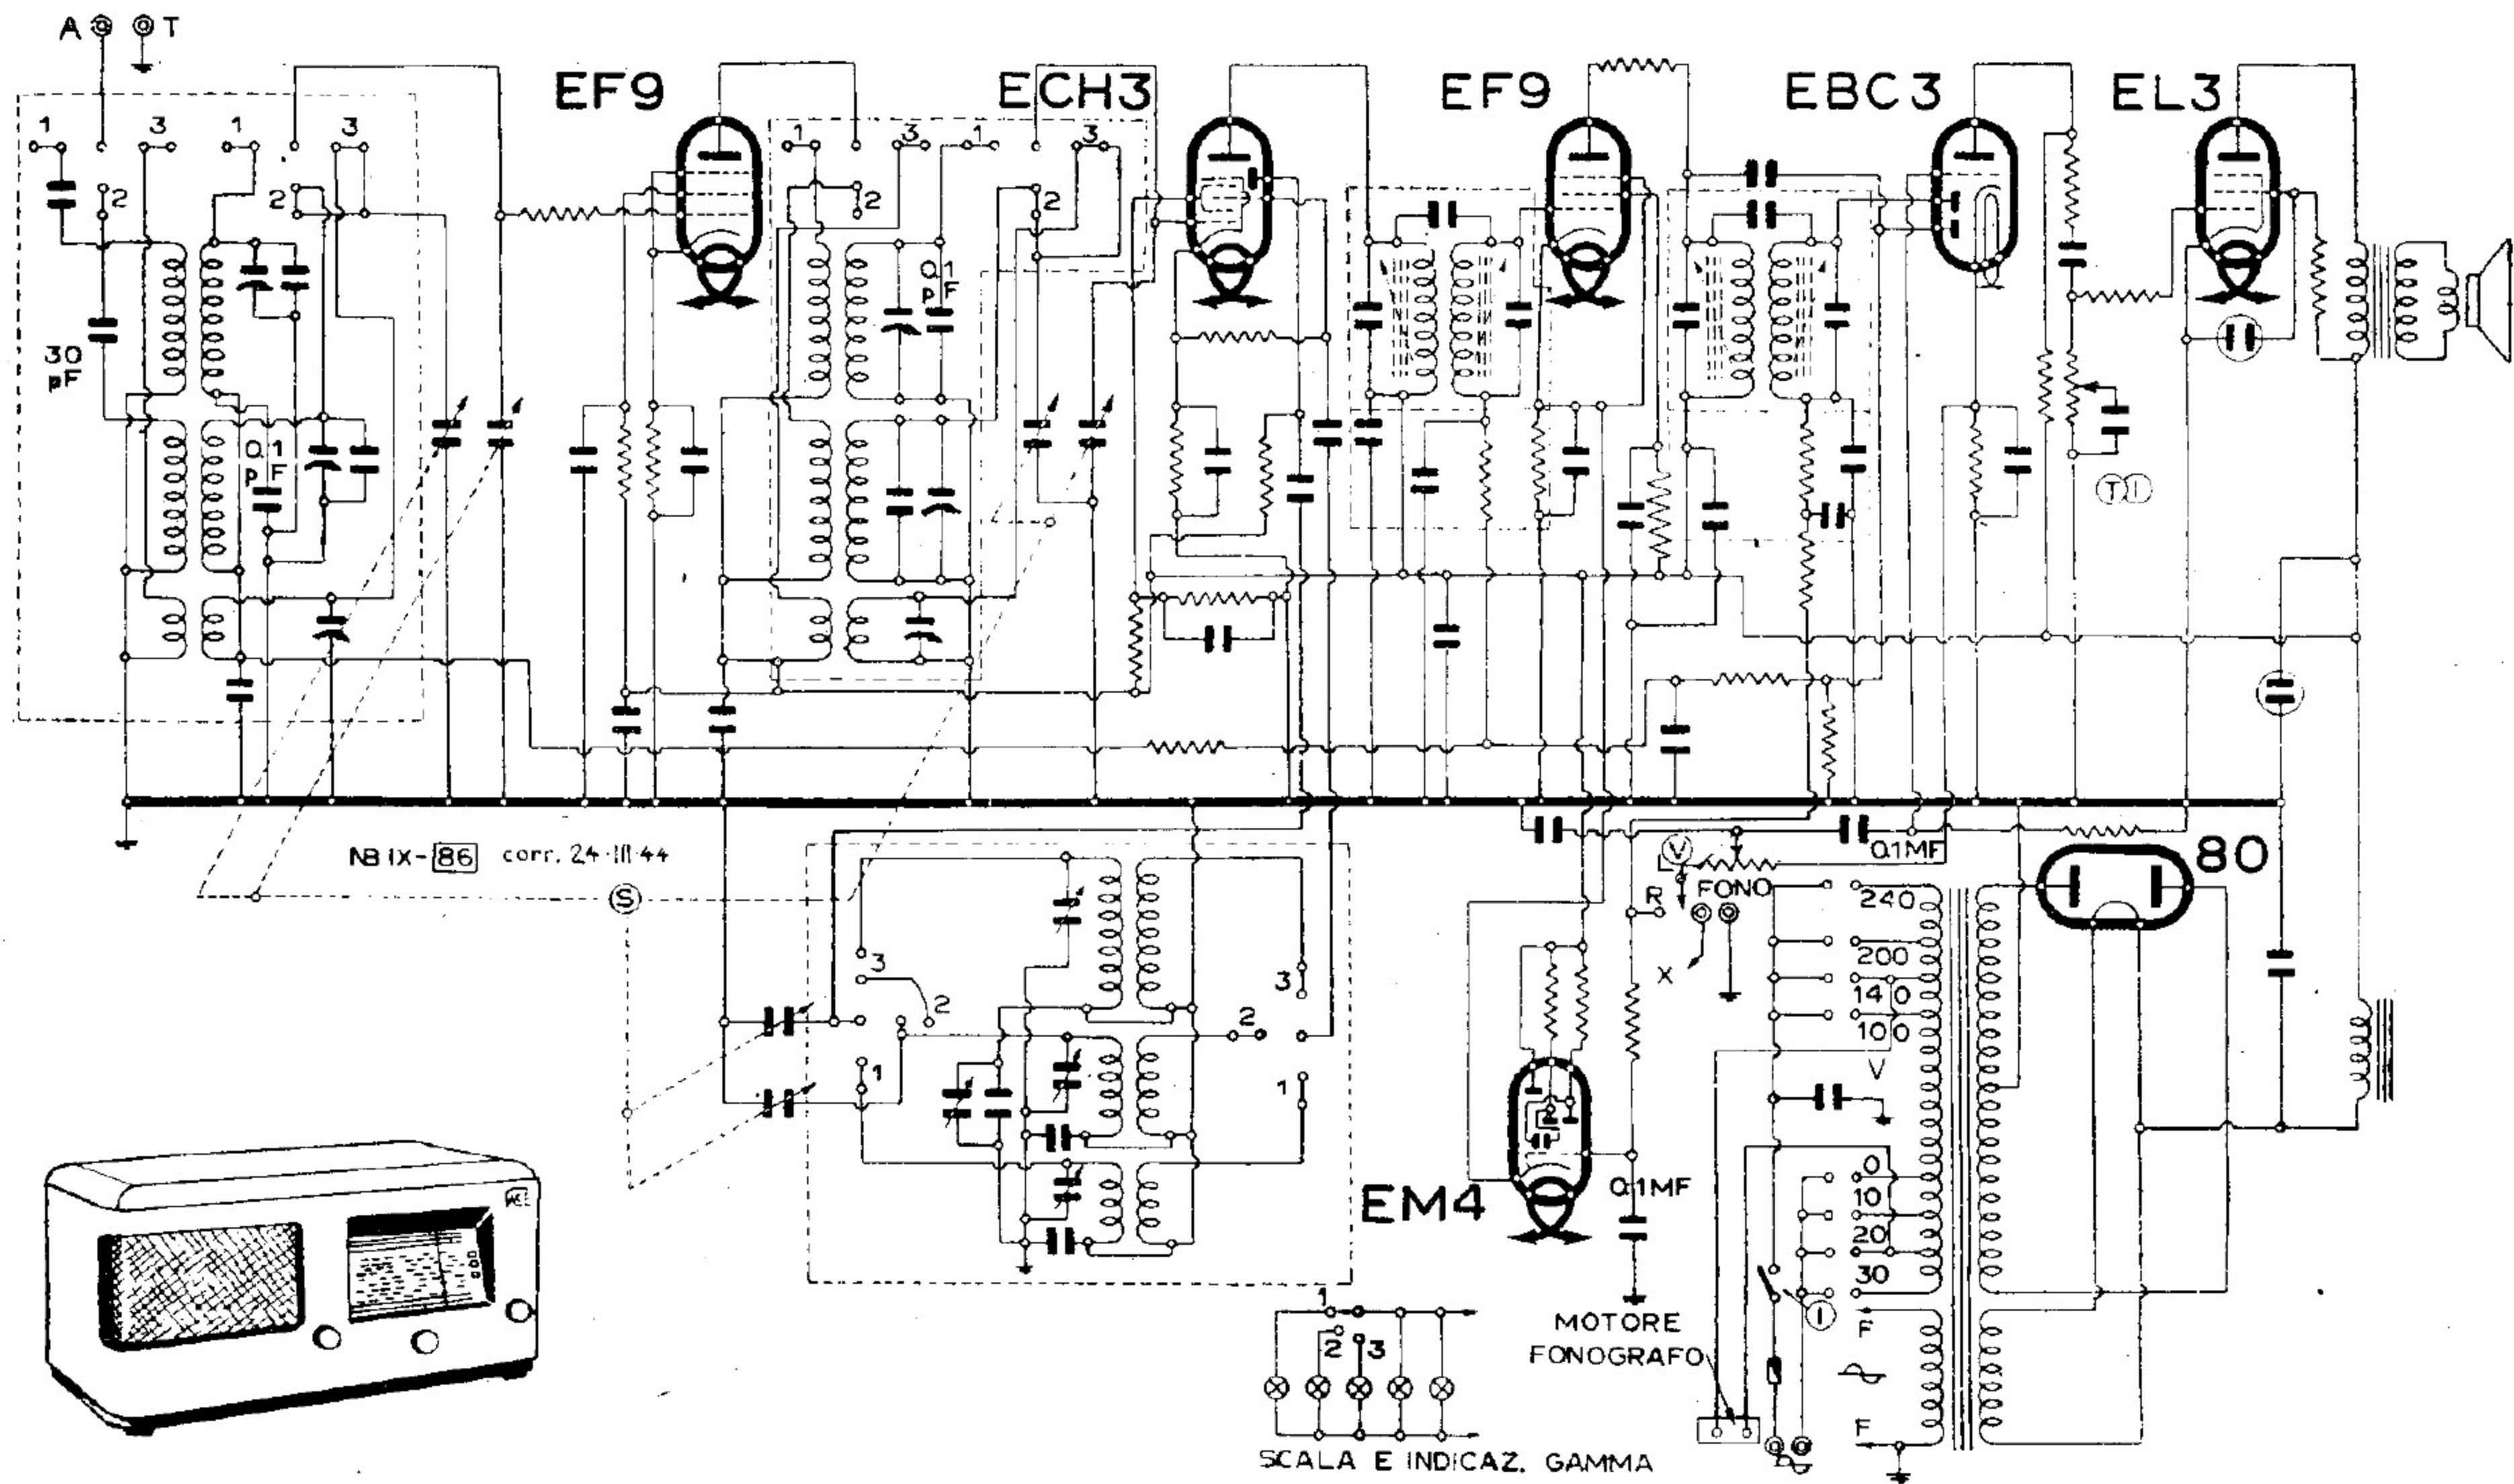 A T
EF9 ECH3 EF9 EBC3 EL3
1 3 1 3
2 2
1 3 1 3
2 2
30
pF
0.1
pF
0.1
pF
T I
NB IX-86 corr. 24-III-44
S
3
2
1
3
2
1
V
R FONO
X
0.1MF
80
240
200
140
100
V
0
10
20
30
I
F
F
EM4
0.1MF
MOTORE
FONOGRAFO
1
2 3
SCALA E INDICAZ. GAMMA